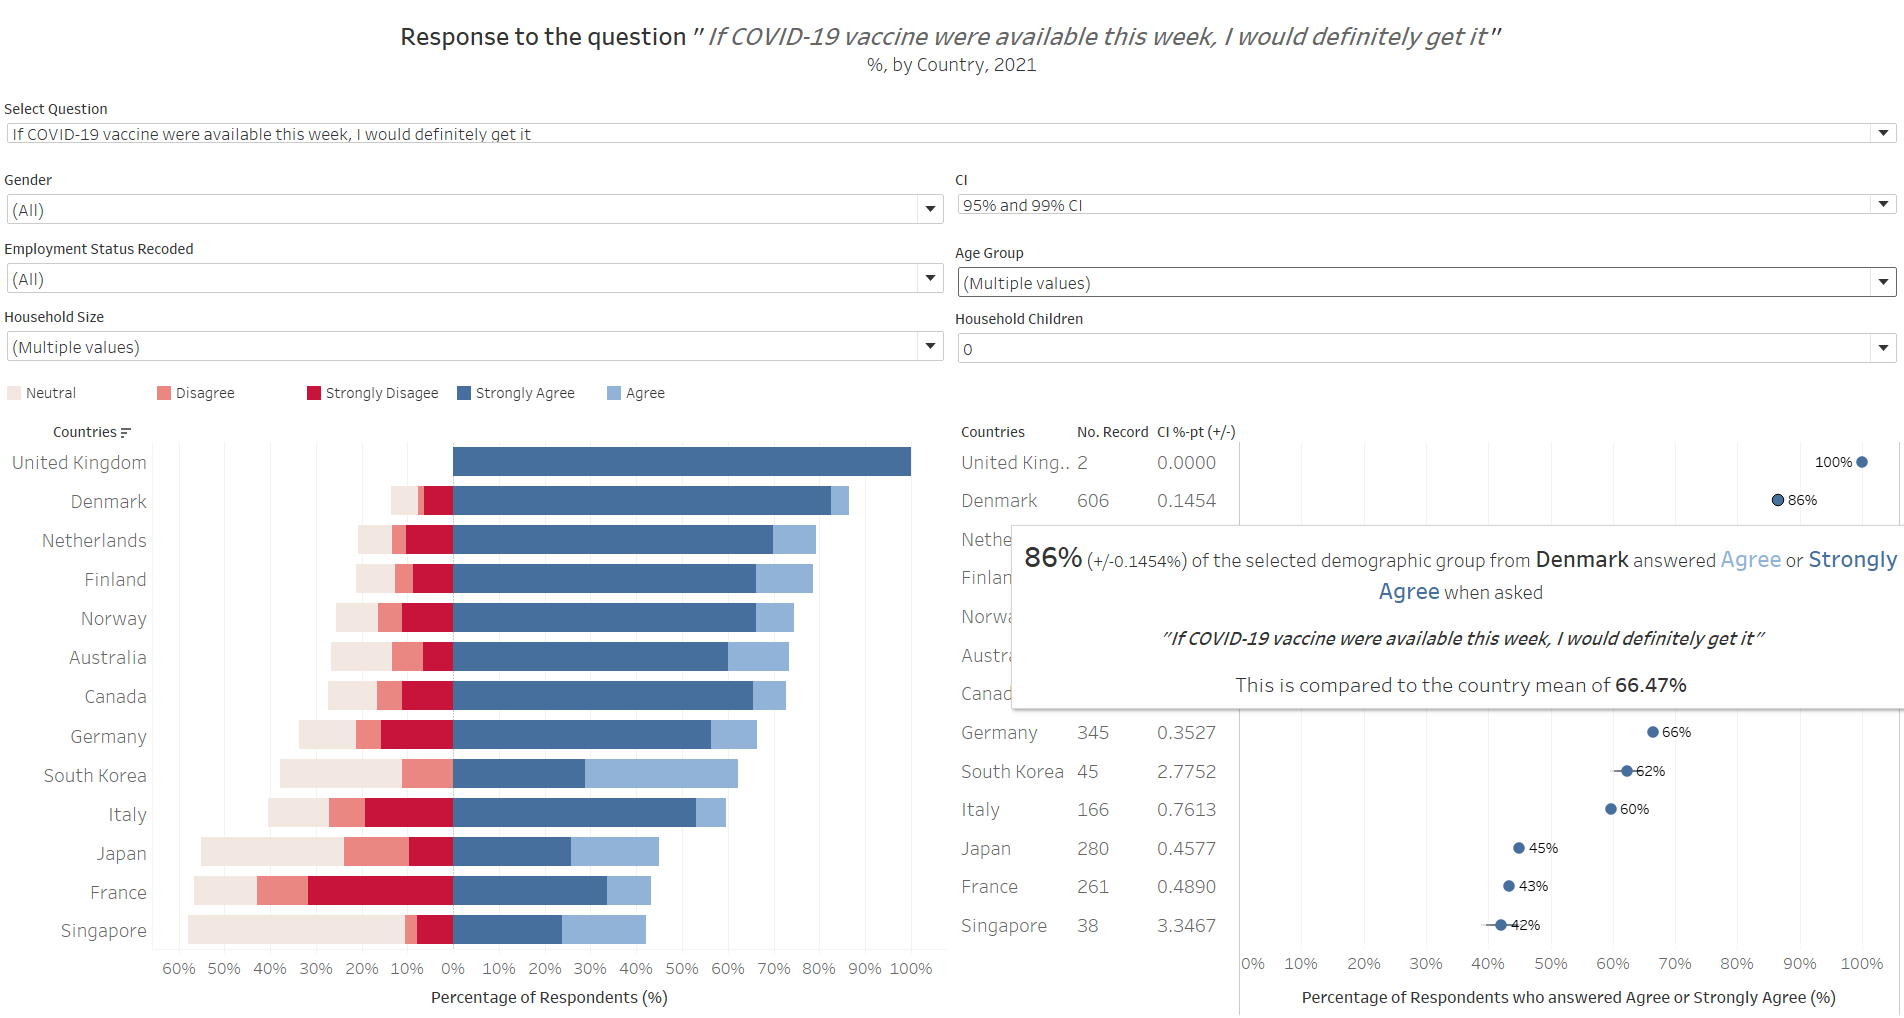 Response to the question "If COVID-19 vaccine were available this week, I would definitely get it"
%, by Country, 2021
Select Question
If COVID-19 vaccine were available this week, I would definitely get it
Gender
(All)
CI
95% and 99% CI
Employment Status Recoded
(All)
Age Group
(Multiple values)
Household Size
(Multiple values)
Household Children
0
Neutral Disagree Strongly Disagee Strongly Agree Agree
Countries
United Kingdom
Denmark
Netherlands
Finland
Norway
Australia
Canada
Germany
South Korea
Italy
Japan
France
Singapore
60% 50% 40% 30% 20% 10% 0% 10% 20% 30% 40% 50% 60% 70% 80% 90% 100%
Percentage of Respondents (%)
Countries No. Record CI %-pt (+/-)
United King.. 2 0.0000 100%
Denmark 606 0.1454 86%
Nethe
Finlan
Norwa
Austra
Canad
86% (+/-0.1454%) of the selected demographic group from Denmark answered Agree or Strongly
Agree when asked
"If COVID-19 vaccine were available this week, I would definitely get it"
This is compared to the country mean of 66.47%
Germany 345 0.3527 66%
South Korea 45 2.7752 62%
Italy 166 0.7613 60%
Japan 280 0.4577 45%
France 261 0.4890 43%
Singapore 38 3.3467 42%
0% 10% 20% 30% 40% 50% 60% 70% 80% 90% 100%
Percentage of Respondents who answered Agree or Strongly Agree (%)